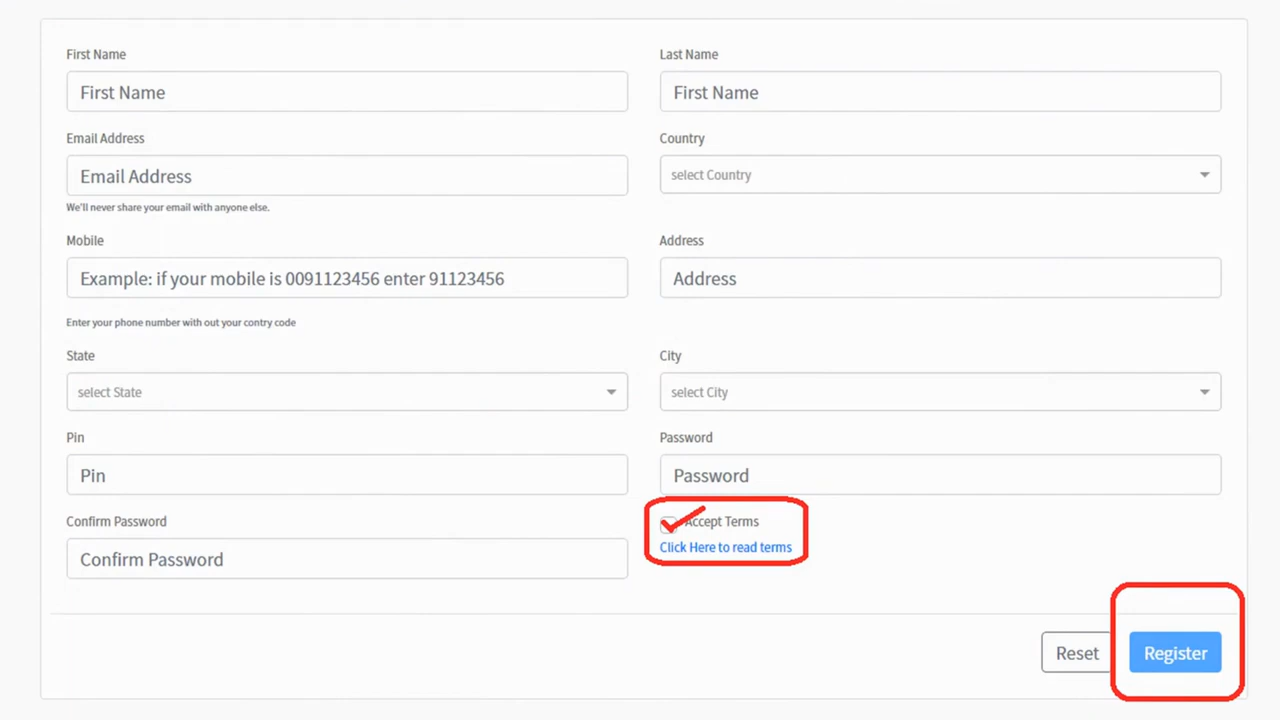 First Name
Last Name
First Name
First Name
Email Address
Country
Email Address
select Country
We'll never share your email with anyone else.
Mobile
Address
Example: if your mobile is 0091123456 enter 91123456
Address
Enter your phone number with out your contry code
State
City
select State
select City
Pin
Password
Pin
Password
Confirm Password
Accept Terms
Click Here to read terms
Confirm Password
Reset
Register